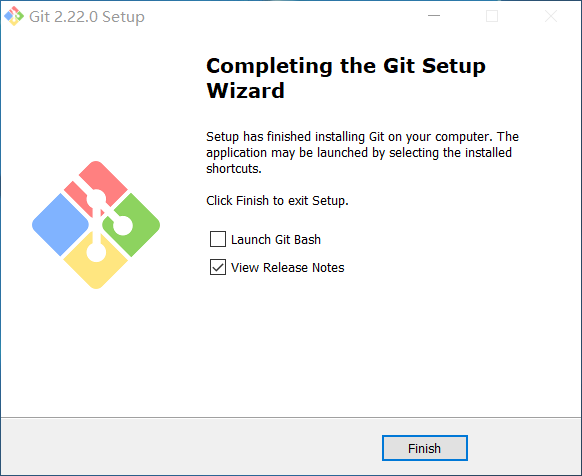 Git 2.22.0 Setup
Completing the Git Setup
Wizard
Setup has finished installing Git on your computer. The
application may be launched by selecting the installed
shortcuts.
Click Finish to exit Setup.
Launch Git Bash
View Release Notes
Finish